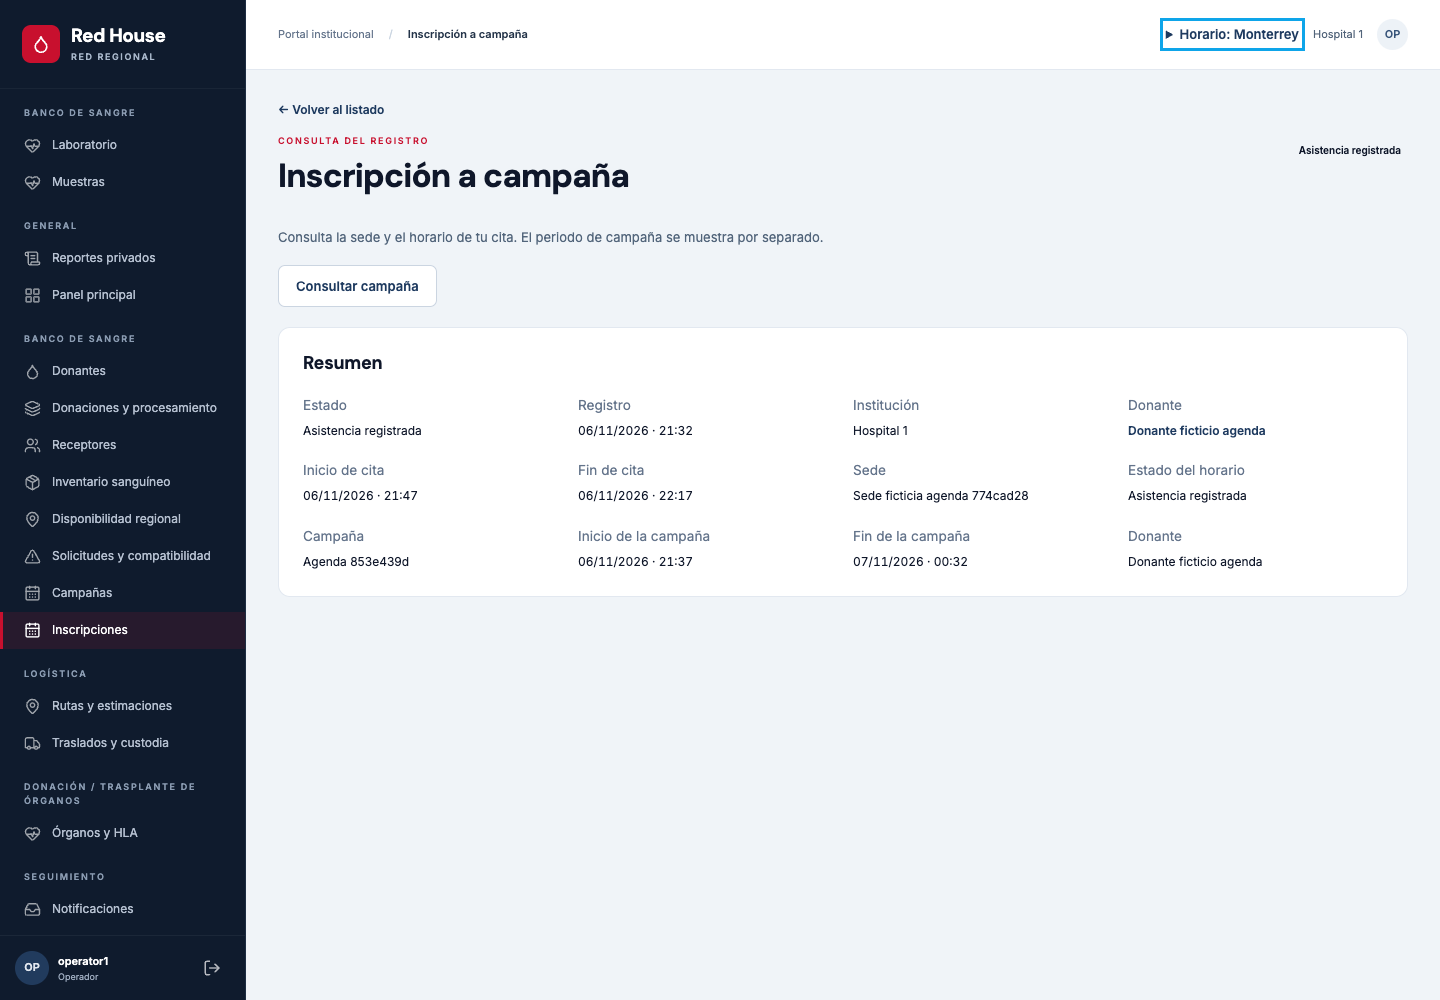 Red House
RED REGIONAL
BANCO DE SANGRE
Laboratorio
Muestras
GENERAL
Reportes privados
Panel principal
BANCO DE SANGRE
Donantes
Donaciones y procesamiento
Receptores
Inventario sanguíneo
Disponibilidad regional
Solicitudes y compatibilidad
Campañas
Inscripciones
LOGÍSTICA
Rutas y estimaciones
Traslados y custodia
DONACIÓN / TRASPLANTE DE
ÓRGANOS
Órganos y HLA
SEGUIMIENTO
Notificaciones
OP
operator1
Operador
Portal institucional / Inscripción a campaña
▶ Horario: Monterrey
Hospital 1
OP
← Volver al listado
CONSULTA DEL REGISTRO
Inscripción a campaña
Asistencia registrada
Consulta la sede y el horario de tu cita. El periodo de campaña se muestra por separado.
Consultar campaña
Resumen
Estado Registro Institución Donante
Asistencia registrada 06/11/2026 · 21:32 Hospital 1 Donante ficticio agenda
Inicio de cita Fin de cita Sede Estado del horario
06/11/2026 · 21:47 06/11/2026 · 22:17 Sede ficticia agenda 774cad28 Asistencia registrada
Campaña Inicio de la campaña Fin de la campaña Donante
Agenda 853e439d 06/11/2026 · 21:37 07/11/2026 · 00:32 Donante ficticio agenda